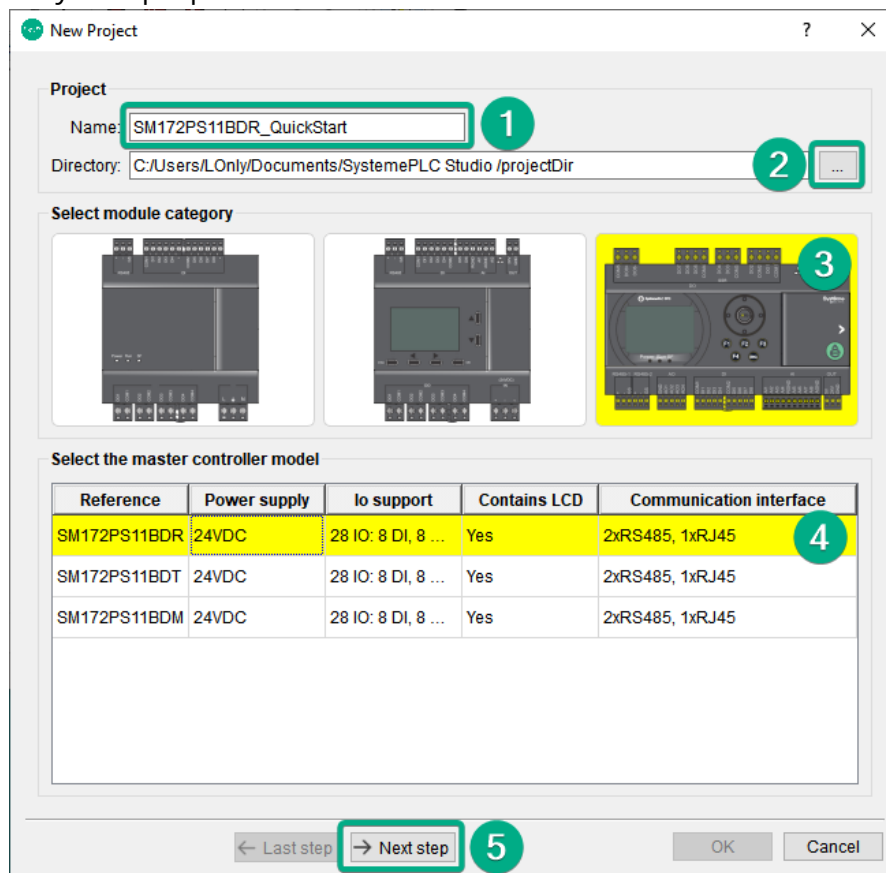 New Project
?
×
Project
Name: SM172PS11BDR_QuickStart
1
Directory: C:/Users/LOnly/Documents/SystemePLC Studio /projectDir
2
...
Select module category
3
Select the master controller model
Reference Power supply Io support Contains LCD Communication interface
SM172PS11BDR 24VDC 28 IO: 8 DI, 8 ... Yes 2xRS485, 1xRJ45
4
SM172PS11BDT 24VDC 28 IO: 8 DI, 8 ... Yes 2xRS485, 1xRJ45
SM172PS11BDM 24VDC 28 IO: 8 DI, 8 ... Yes 2xRS485, 1xRJ45
← Last step → Next step 5 OK Cancel